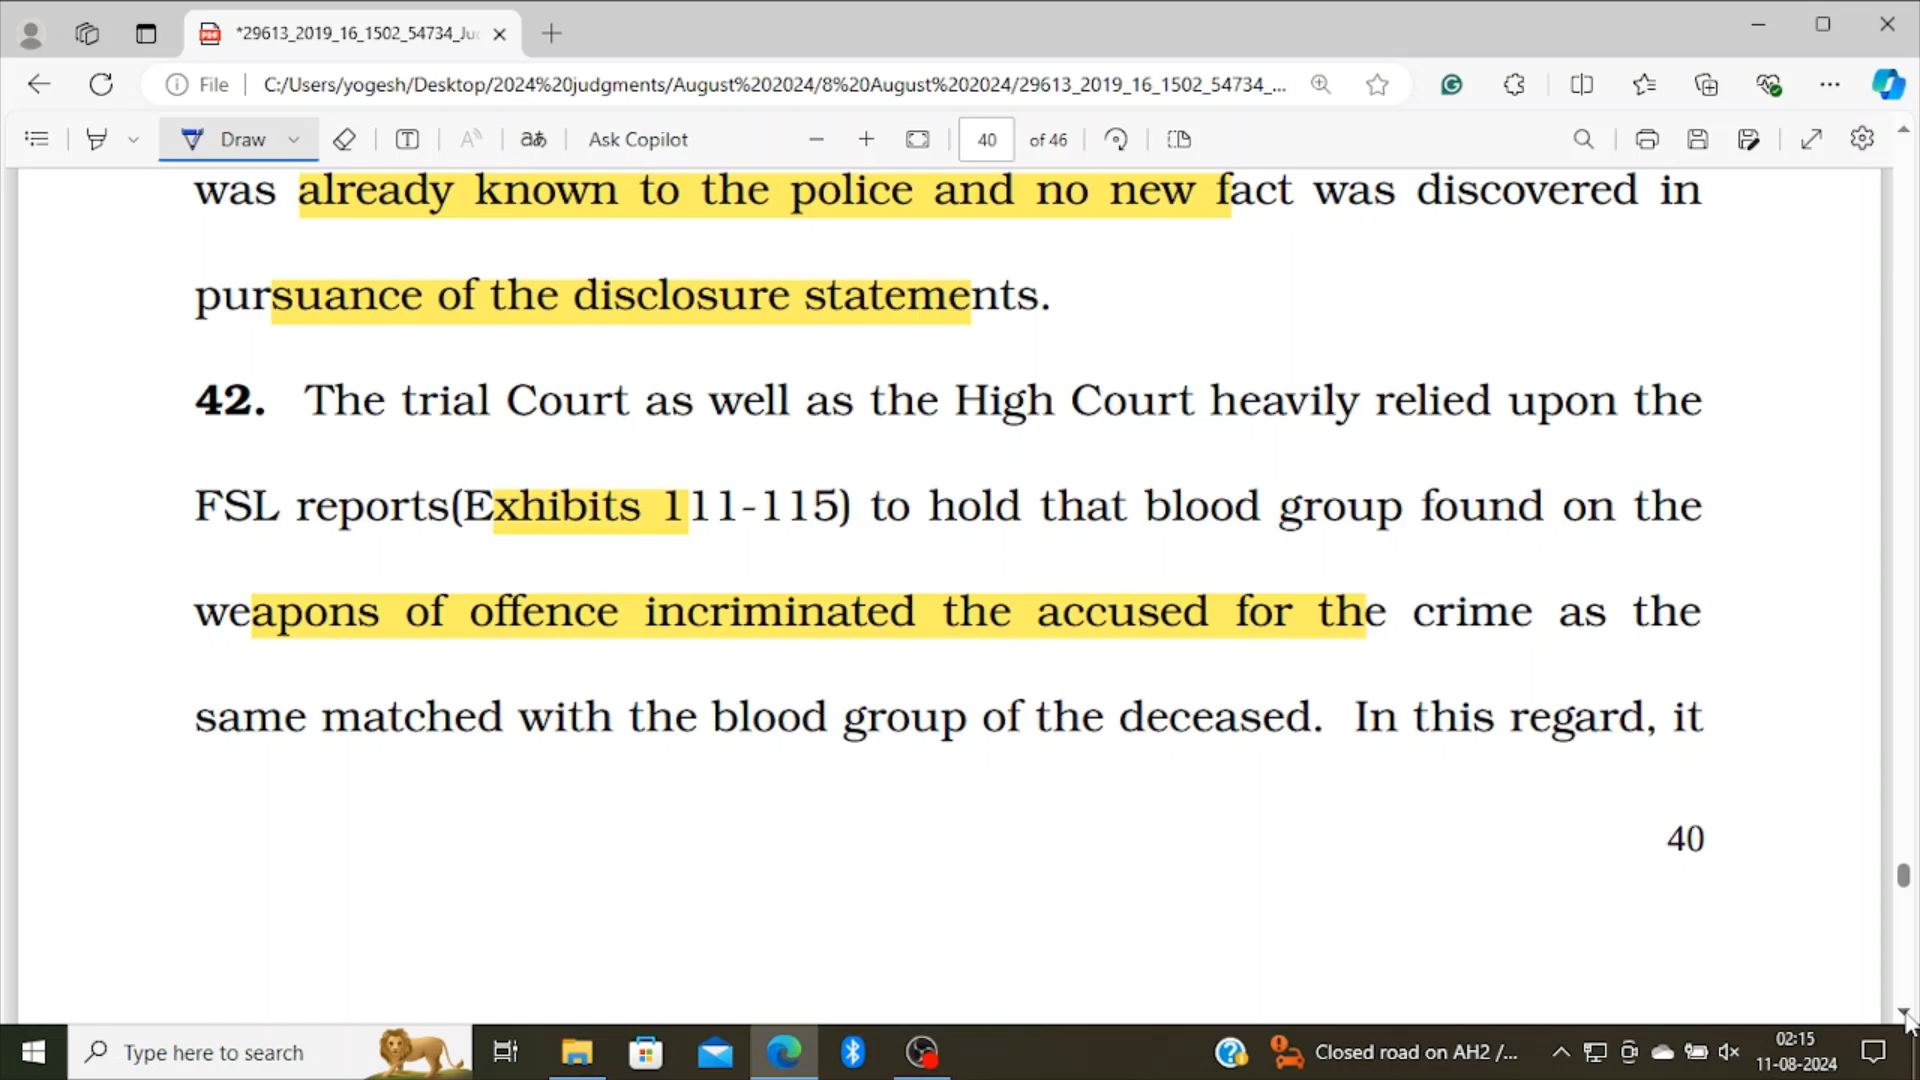 *29613_2019_16_1502_54734_Ju
File
C:/Users/yogesh/Desktop/2024%20judgments/August%202024/8%20August%202024/29613_2019_16_1502_54734_...
Draw
Ask Copilot
40
of 46
was already known to the police and no new fact was discovered in
pursuance of the disclosure statements.
42. The trial Court as well as the High Court heavily relied upon the
FSL reports(Exhibits 111-115) to hold that blood group found on the
weapons of offence incriminated the accused for the crime as the
same matched with the blood group of the deceased. In this regard, it
40
Type here to search
Closed road on AH2 /...
02:15
11-08-2024